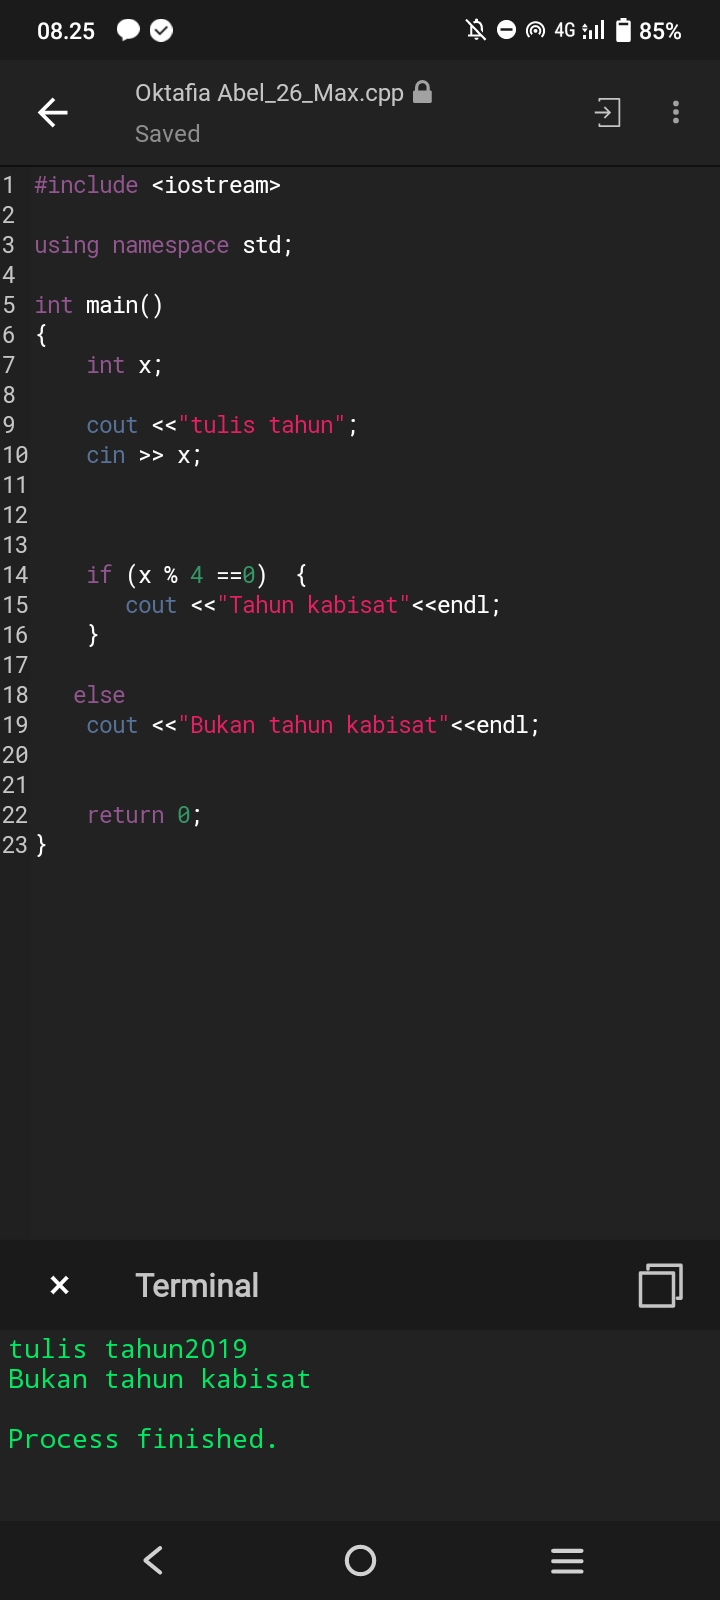 08.25 4G 85%
Oktafia Abel_26_Max.cpp
Saved
1 #include <iostream>
2
3 using namespace std;
4
5 int main()
6 {
7     int x;
8
9     cout <<"tulis tahun";
10     cin >> x;
11
12
13
14     if (x % 4 ==0)  {
15        cout <<"Tahun kabisat"<<endl;
16     }
17
18    else
19     cout <<"Bukan tahun kabisat"<<endl;
20
21
22     return 0;
23 }
Terminal
tulis tahun2019
Bukan tahun kabisat
Process finished.